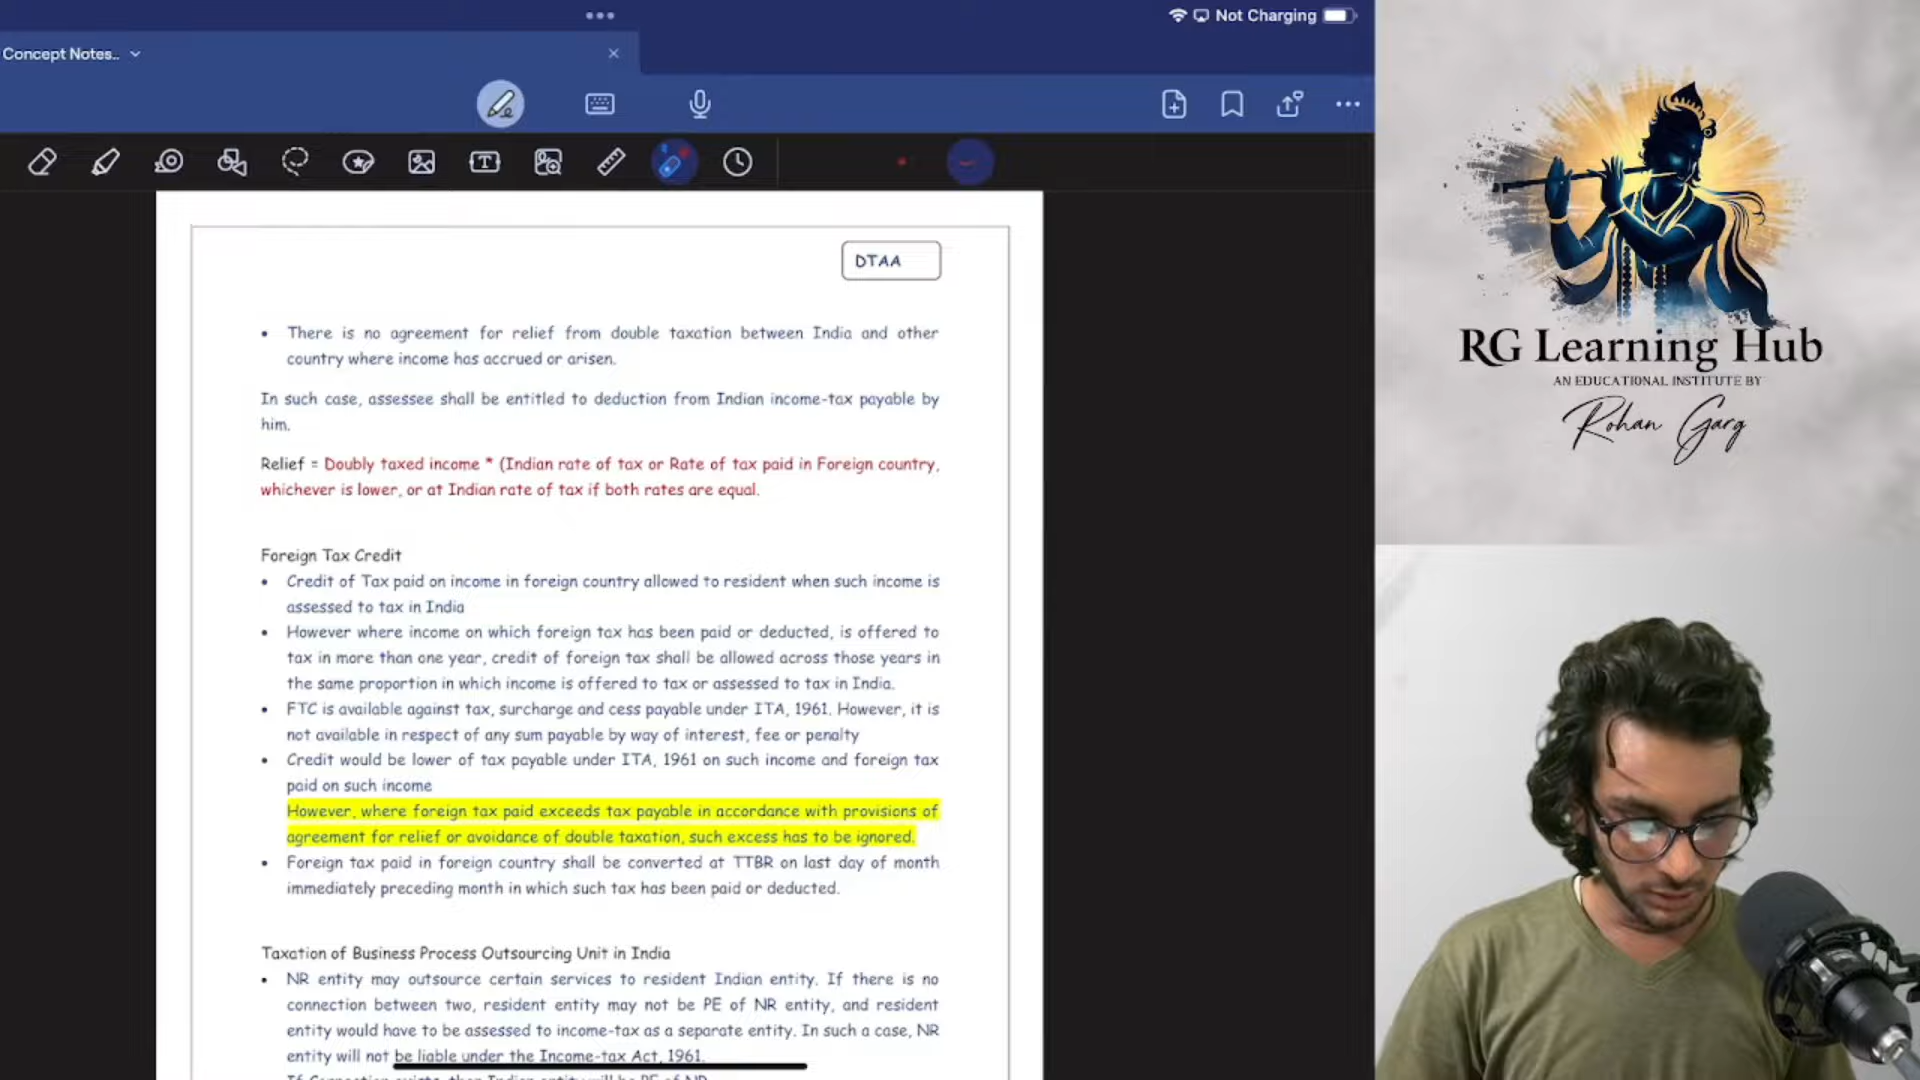 Not Charging
Concept Notes..
DTAA
• There is no agreement for relief from double taxation between India and other
country where income has accrued or arisen.
In such case, assessee shall be entitled to deduction from Indian income-tax payable by
him.
Relief = Doubly taxed income * (Indian rate of tax or Rate of tax paid in Foreign country,
whichever is lower, or at Indian rate of tax if both rates are equal.
Foreign Tax Credit
• Credit of Tax paid on income in foreign country allowed to resident when such income is
assessed to tax in India
• However where income on which foreign tax has been paid or deducted, is offered to
tax in more than one year, credit of foreign tax shall be allowed across those years in
the same proportion in which income is offered to tax or assessed to tax in India.
• FTC is available against tax, surcharge and cess payable under ITA, 1961. However, it is
not available in respect of any sum payable by way of interest, fee or penalty
• Credit would be lower of tax payable under ITA, 1961 on such income and foreign tax
paid on such income
However, where foreign tax paid exceeds tax payable in accordance with provisions of
agreement for relief or avoidance of double taxation, such excess has to be ignored.
• Foreign tax paid in foreign country shall be converted at TTBR on last day of month
immediately preceding month in which such tax has been paid or deducted.
Taxation of Business Process Outsourcing Unit in India
• NR entity may outsource certain services to resident Indian entity. If there is no
connection between two, resident entity may not be PE of NR entity, and resident
entity would have to be assessed to income-tax as a separate entity. In such a case, NR
entity will not be liable under the Income-tax Act, 1961.
RG Learning Hub
AN EDUCATIONAL INSTITUTE BY
Rohan Garg